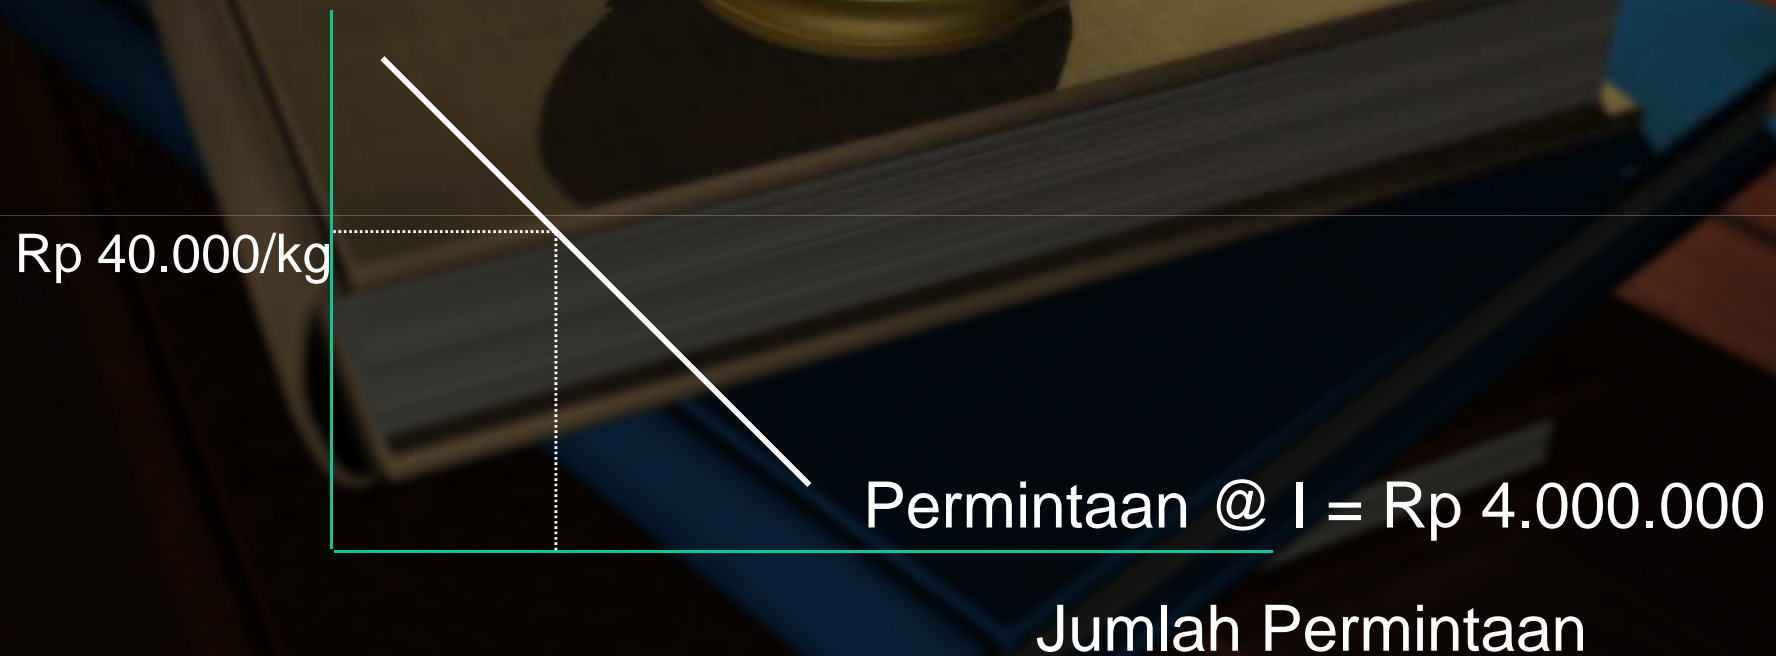 Rp 40.000/kg
Permintaan @ I = Rp 4.000.000
Jumlah Permintaan